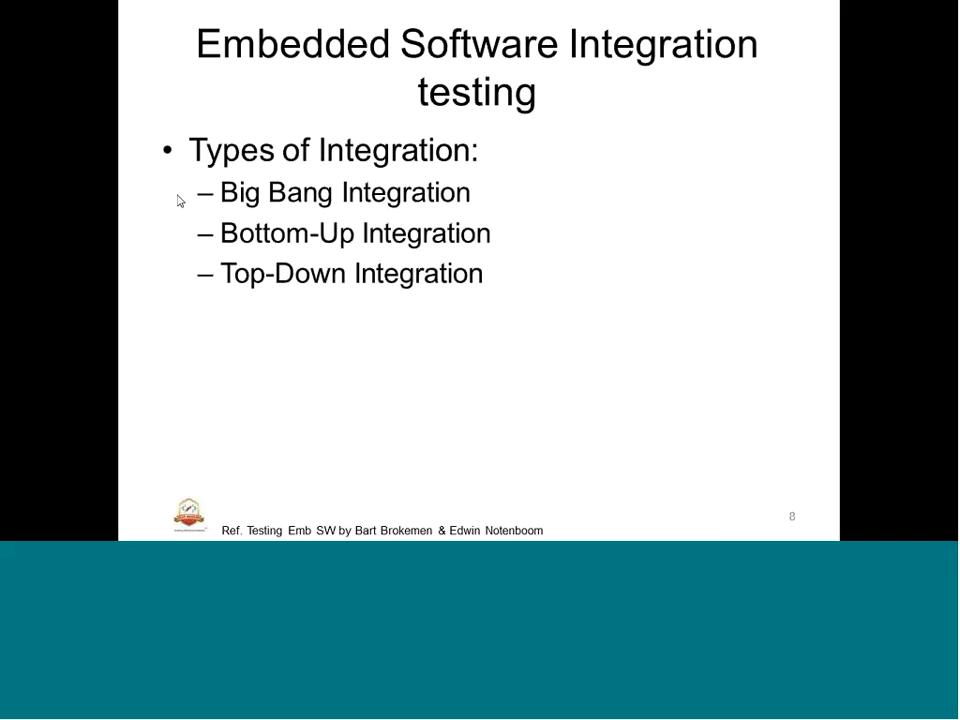 Embedded Software Integration
testing
• Types of Integration:
– Big Bang Integration
– Bottom-Up Integration
– Top-Down Integration
Ref. Testing Emb SW by Bart Brokemen & Edwin Notenboom
8